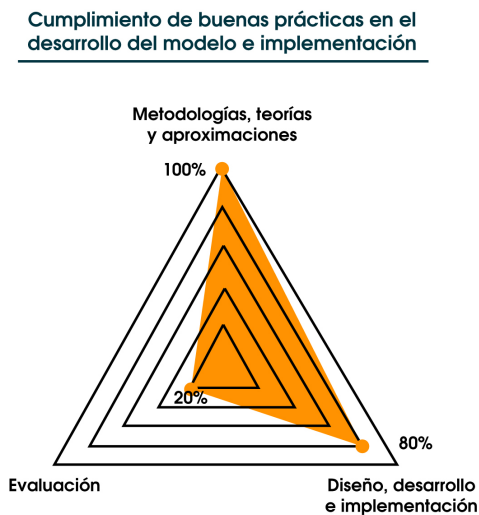 Cumplimiento de buenas prácticas en el
desarrollo del modelo e implementación
Metodologías, teorías
y aproximaciones
100%
20%
80%
Evaluación
Diseño, desarrollo
e implementación